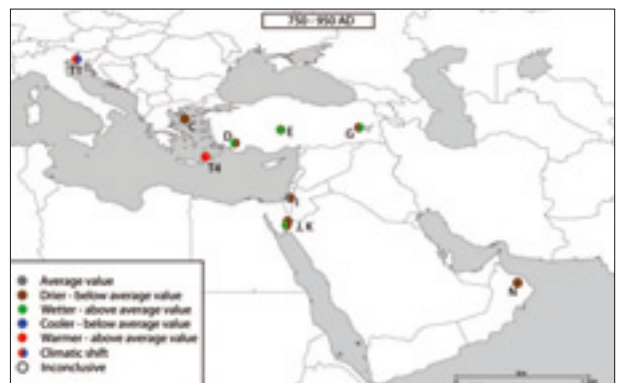 750 - 950 AD
T1
C
D
E
G
T4
I
J, K
N
Average value
Drier - below average value
Wetter - above average value
Cooler - below average value
Warmer - above average value
Climatic shift
Inconclusive